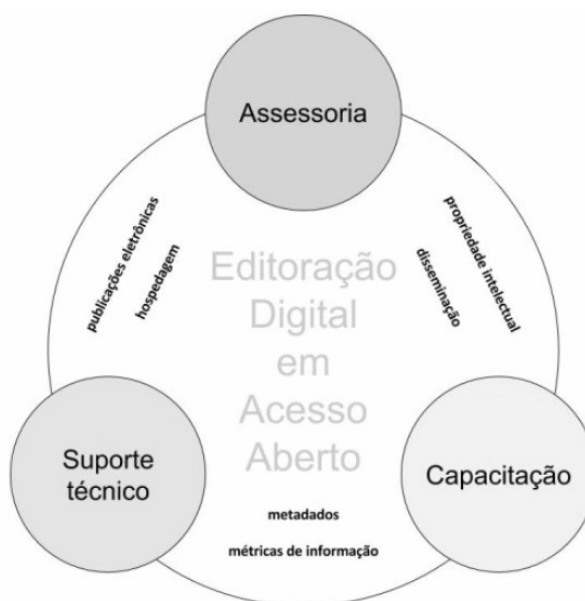 Assessoria
publicações eletrônicas
hospedagem
propriedade intelectual
disseminação
Editoração
Digital
em
Acesso
Aberto
Suporte
técnico
Capacitação
metadados
métricas de informação